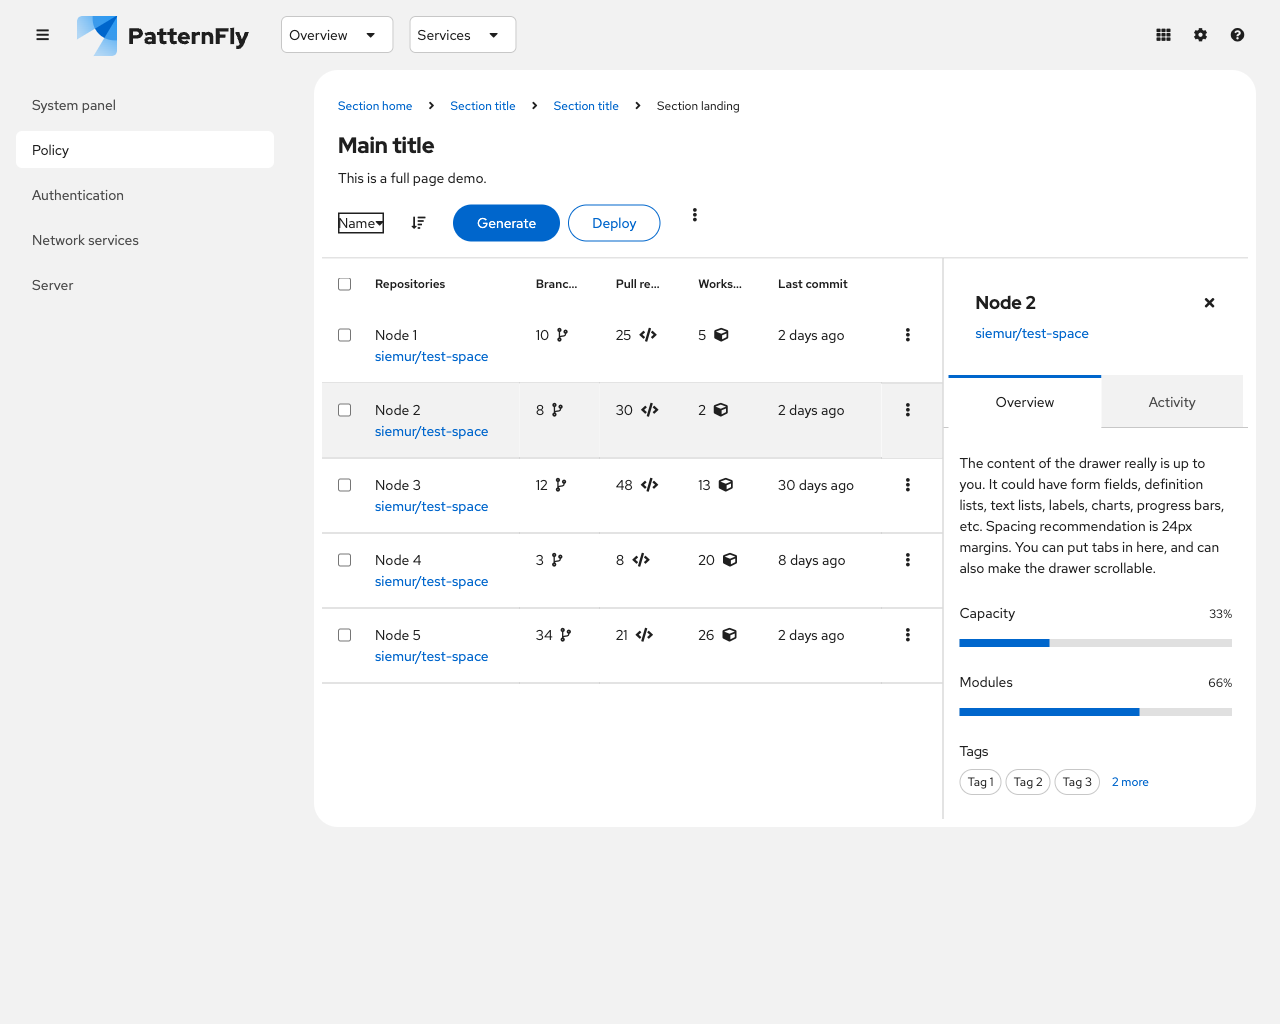 PatternFly
Overview
Services
System panel
Policy
Authentication
Network services
Server
Section home
Section title
Section title
Section landing
Main title
This is a full page demo.
Name
Generate
Deploy
Repositories Branc... Pull re... Works... Last commit
Node 1 10 25 5 2 days ago
siemur/test-space
Node 2 8 30 2 2 days ago
siemur/test-space
Node 3 12 48 13 30 days ago
siemur/test-space
Node 4 3 8 20 8 days ago
siemur/test-space
Node 5 34 21 26 2 days ago
siemur/test-space
Node 2
siemur/test-space
Overview Activity
The content of the drawer really is up to
you. It could have form fields, definition
lists, text lists, labels, charts, progress bars,
etc. Spacing recommendation is 24px
margins. You can put tabs in here, and can
also make the drawer scrollable.
Capacity 33%
Modules 66%
Tags
Tag 1 Tag 2 Tag 3 2 more